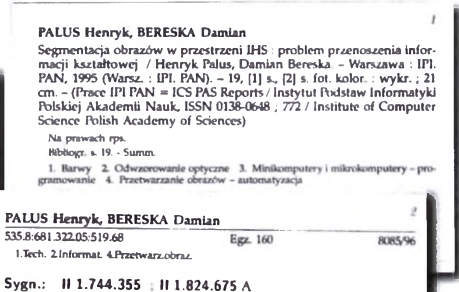 1
PALUS Henryk, BERESKA Damian
Segmentacja obrazów w przestrzeni IHS : problem przenoszenia infor-
macji kształtowej / Henryk Palus, Damian Bereska. – Warszawa : IPI.
PAN, 1995 (Warsz. : IPI. PAN). – 19, [1] s., [2] s. fot. kolor. : wykr. ; 21
cm. – (Prace IPI PAN = ICS PAS Reports / Instytut Podstaw Informatyki
Polskiej Akademii Nauk, ISSN 0138-0648 ; 772 / Institute of Computer
Science Polish Academy of Sciences)
Na prawach rps.
Bibliogr. s. 19. - Summ.
1. Barwy 2. Odwzorowanie optyczne 3. Minikomputery i mikrokomputery – pro-
gramowanie 4. Przetwarzanie obrazów – automatyzacja
2
PALUS Henryk, BERESKA Damian
535.8:681.322.05:519.68 Egz. 160 8085/96
1.Tech. 2.Informat. 4.Przetwarz.obraz.
Sygn.: II 1.744.355 ; II 1.824.675 A